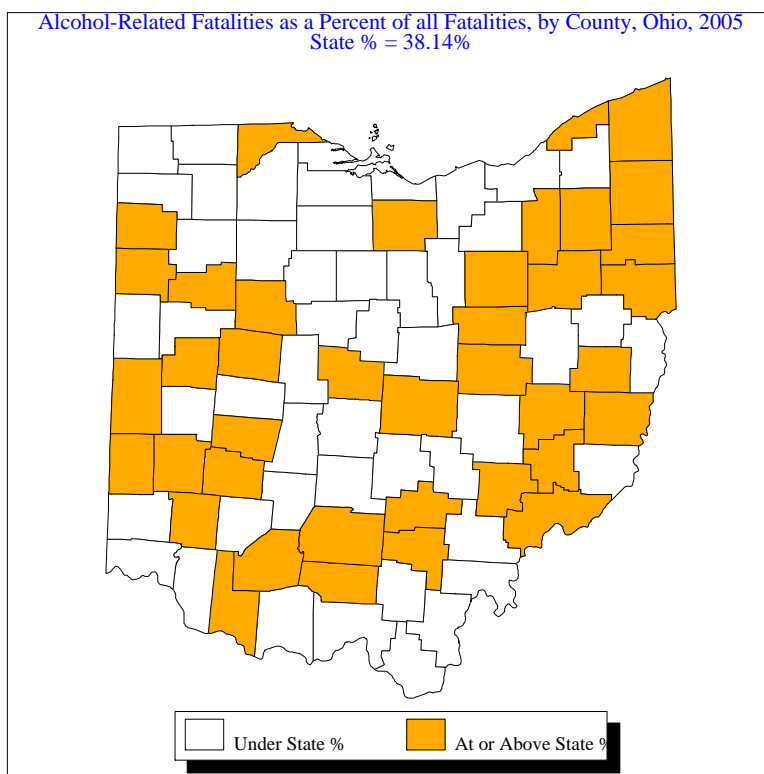 Alcohol-Related Fatalities as a Percent of all Fatalities, by County, Ohio, 2005
State % = 38.14%
Under State %
At or Above State %